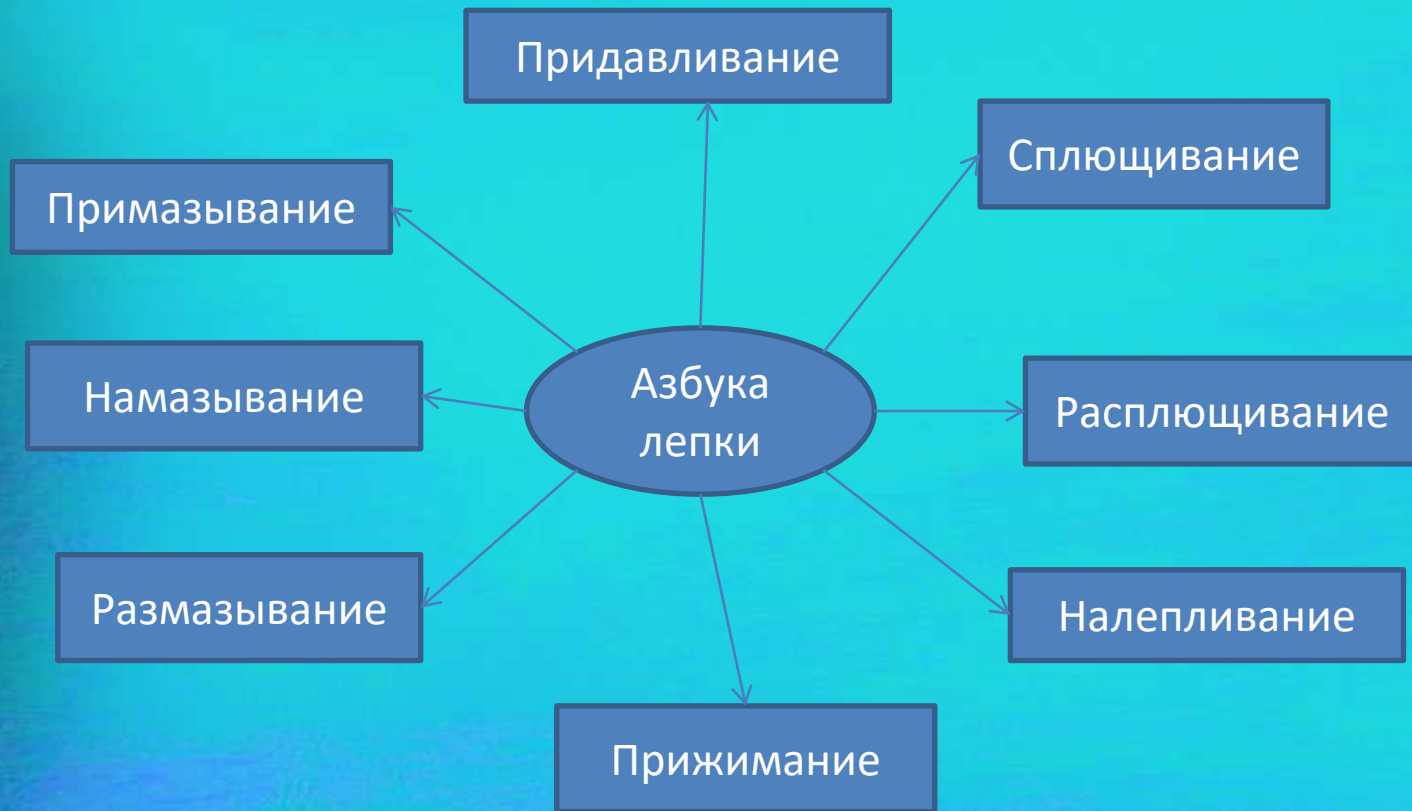 Придавливание
Сплющивание
Примазывание
Намазывание
Азбука
лепки
Расплющивание
Размазывание
Налепливание
Прижимание